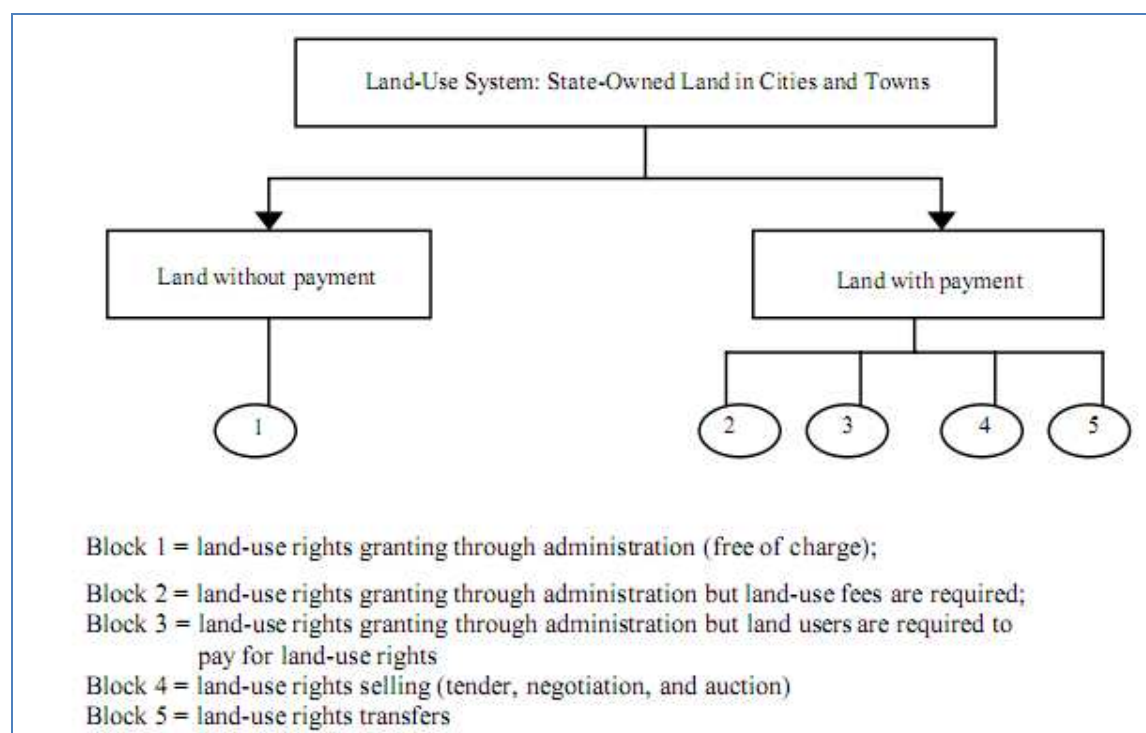 Land-Use System: State-Owned Land in Cities and Towns
Land without payment
Land with payment
1
2
3
4
5
Block 1 = land-use rights granting through administration (free of charge);
Block 2 = land-use rights granting through administration but land-use fees are required;
Block 3 = land-use rights granting through administration but land users are required to
pay for land-use rights
Block 4 = land-use rights selling (tender, negotiation, and auction)
Block 5 = land-use rights transfers